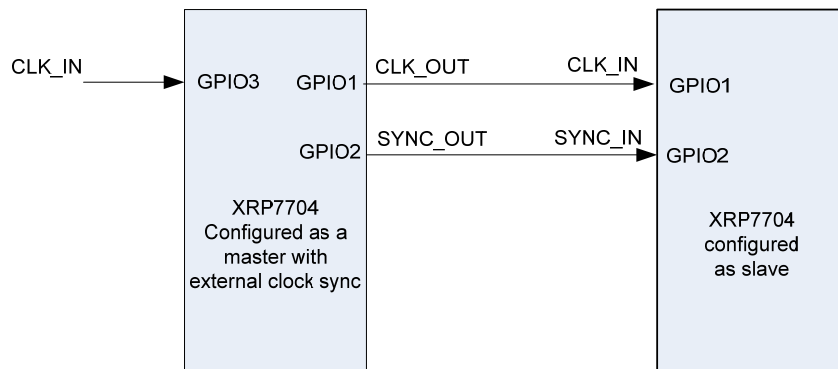 CLK_IN
GPIO3
GPIO1
CLK_OUT
CLK_IN
GPIO1
GPIO2
SYNC_OUT
SYNC_IN
GPIO2
XRP7704
Configured as a
master with
external clock sync
XRP7704
configured
as slave